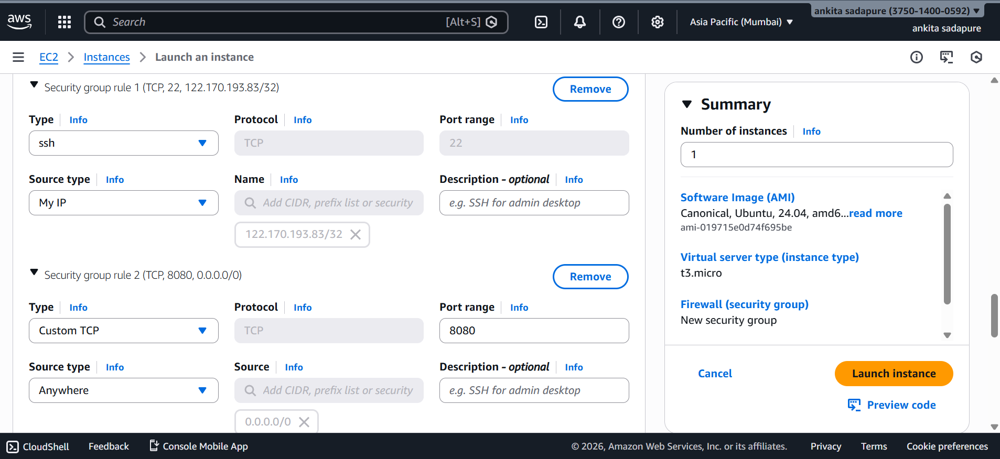 aws
Search [Alt+S]
Asia Pacific (Mumbai)
ankita sadapure (3750-1400-0592)
ankita sadapure
EC2 Instances Launch an instance
Security group rule 1 (TCP, 22, 122.170.193.83/32)
Remove
Type Info Protocol Info Port range Info
ssh TCP 22
Source type Info Name Info Description - optional Info
My IP Add CIDR, prefix list or security e.g. SSH for admin desktop
122.170.193.83/32
Security group rule 2 (TCP, 8080, 0.0.0.0/0)
Remove
Type Info Protocol Info Port range Info
Custom TCP TCP 8080
Source type Info Source Info Description - optional Info
Anywhere Add CIDR, prefix list or security e.g. SSH for admin desktop
0.0.0.0/0
Summary
Number of instances Info
1
Software Image (AMI)
Canonical, Ubuntu, 24.04, amd6...read more
ami-019715e0d74f695be
Virtual server type (instance type)
t3.micro
Firewall (security group)
New security group
Cancel Launch instance
Preview code
CloudShell Feedback Console Mobile App © 2026, Amazon Web Services, Inc. or its affiliates. Privacy Terms Cookie preferences